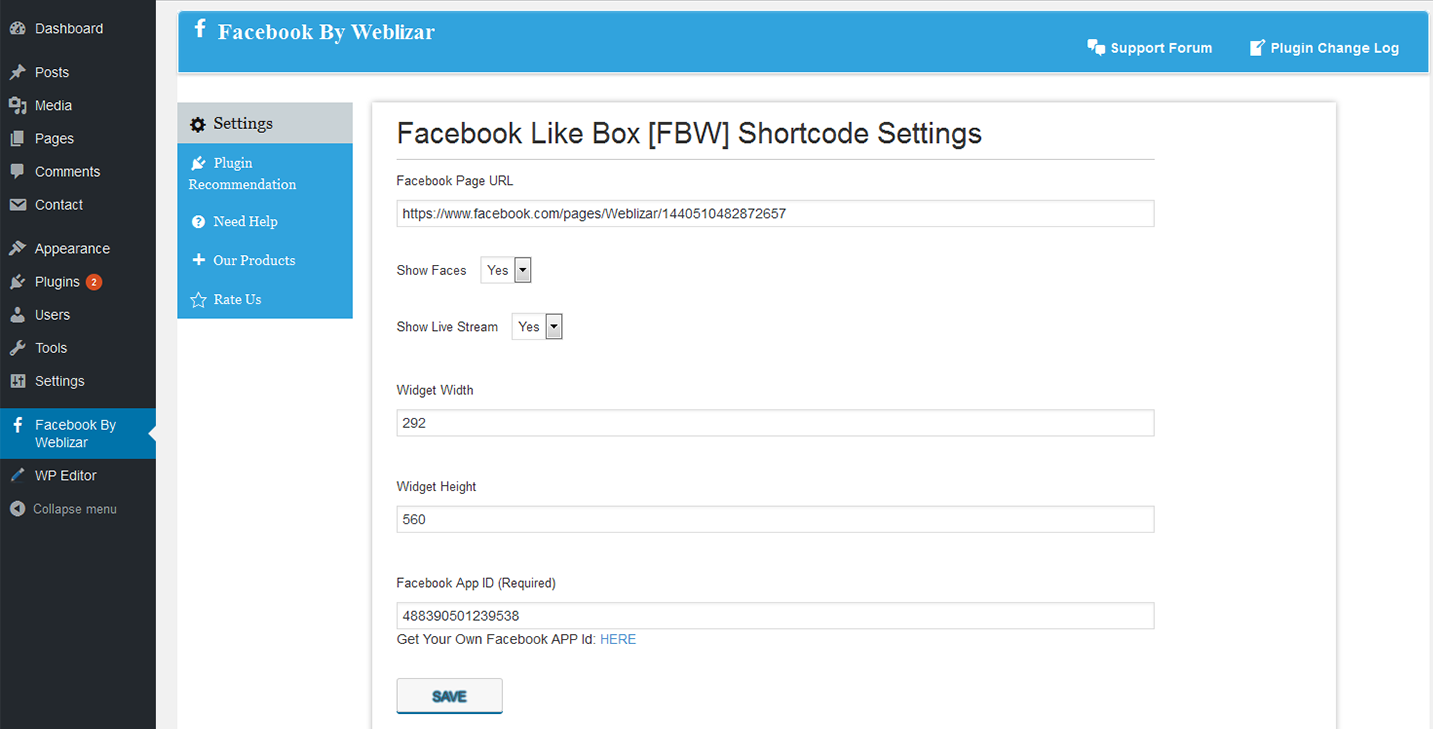 Dashboard
Posts
Media
Pages
Comments
Contact
Appearance
Plugins 2
Users
Tools
Settings
Facebook By
Weblizar
WP Editor
Collapse menu
Facebook By Weblizar
Support Forum
Plugin Change Log
Settings
Plugin
Recommendation
Need Help
Our Products
Rate Us
Facebook Like Box [FBW] Shortcode Settings
Facebook Page URL
https://www.facebook.com/pages/Weblizar/1440510482872657
Show Faces Yes
Show Live Stream Yes
Widget Width
292
Widget Height
560
Facebook App ID (Required)
488390501239538
Get Your Own Facebook APP Id: HERE
SAVE